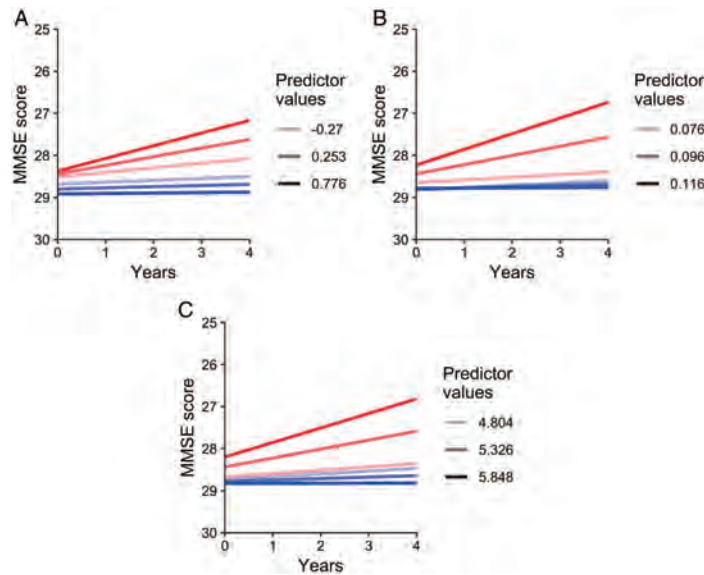 A
25
26
27
28
29
30
MMSE score
0
1
2
3
4
Years
Predictor
values
-0.27
0.253
0.776
B
25
26
27
28
29
30
MMSE score
0
1
2
3
4
Years
Predictor
values
0.076
0.096
0.116
C
25
26
27
28
29
30
MMSE score
0
1
2
3
4
Years
Predictor
values
4.804
5.326
5.848